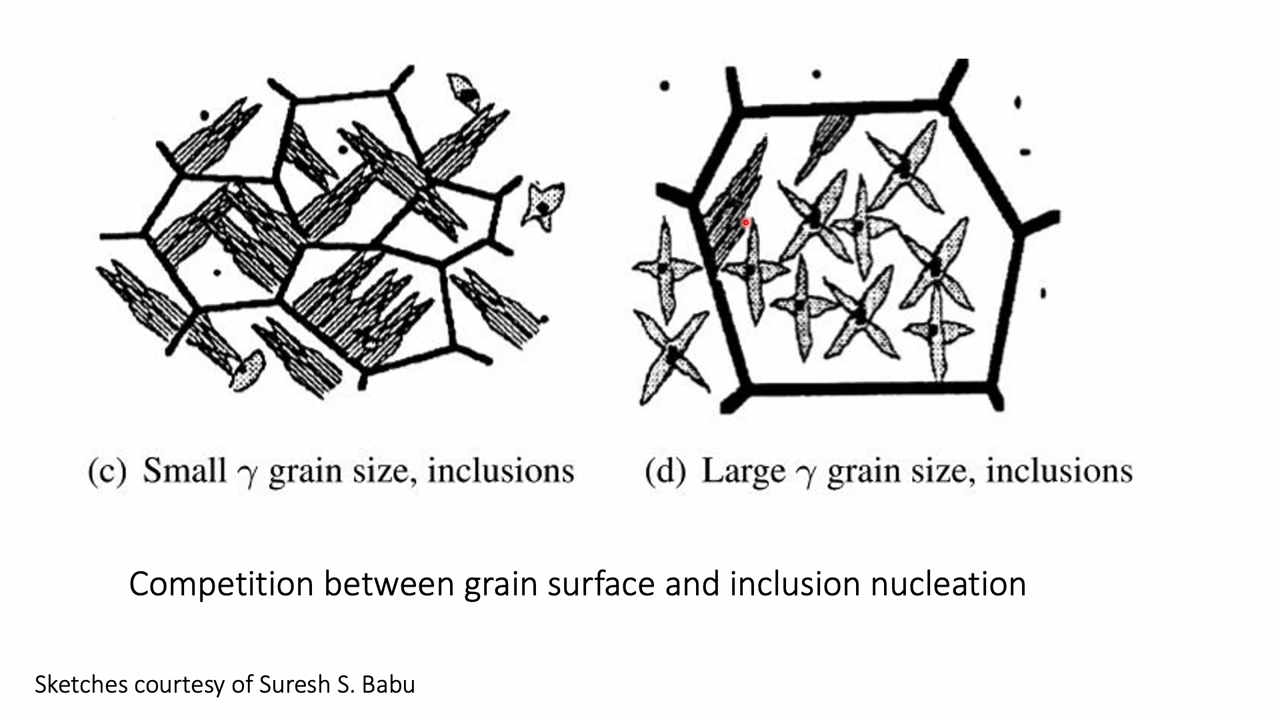 (c) Small γ grain size, inclusions
(d) Large γ grain size, inclusions
Competition between grain surface and inclusion nucleation
Sketches courtesy of Suresh S. Babu